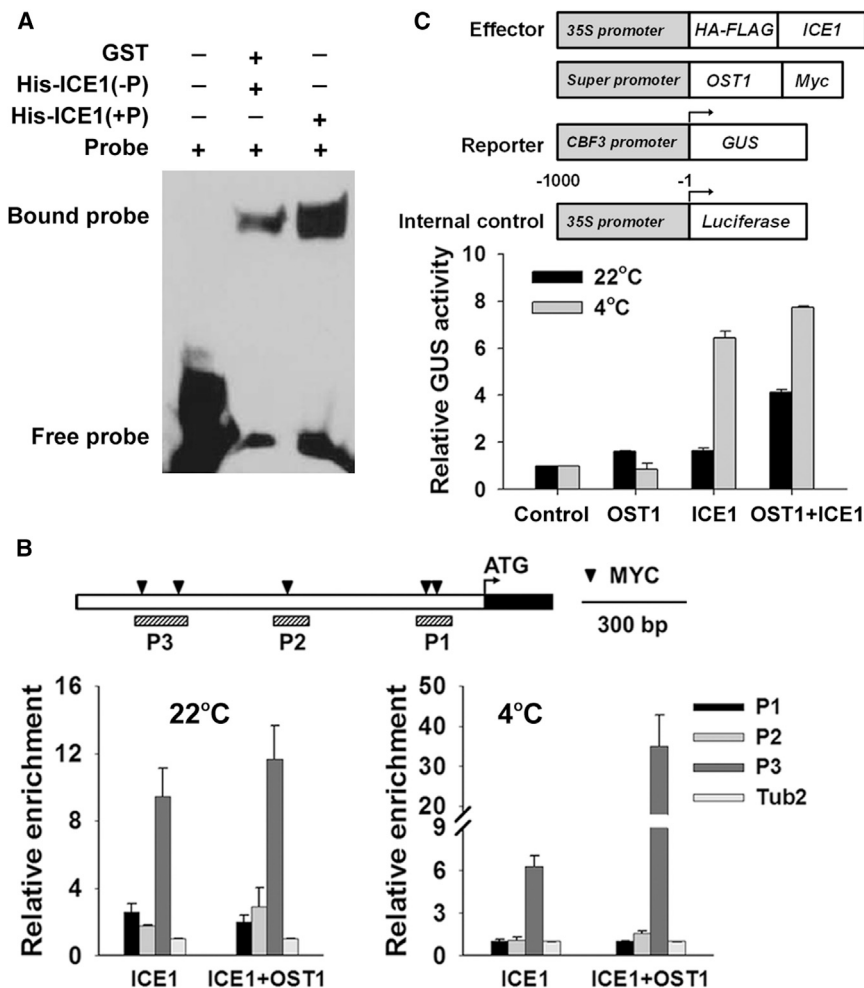 A
GST – + –
His-ICE1(-P) – + –
His-ICE1(+P) – – +
Probe + + +
Bound probe
Free probe
C
Effector 35S promoter HA-FLAG ICE1
Super promoter OST1 Myc
Reporter CBF3 promoter GUS
-1000 -1
Internal control 35S promoter Luciferase
Relative GUS activity
10
8
6
4
2
0
22°C
4°C
Control OST1 ICE1 OST1+ICE1
B
ATG
MYC
P3 P2 P1
300 bp
Relative enrichment
16
12
8
4
0
22°C
ICE1 ICE1+OST1
Relative enrichment
50
40
30
20
9
6
3
0
4°C
ICE1 ICE1+OST1
P1
P2
P3
Tub2